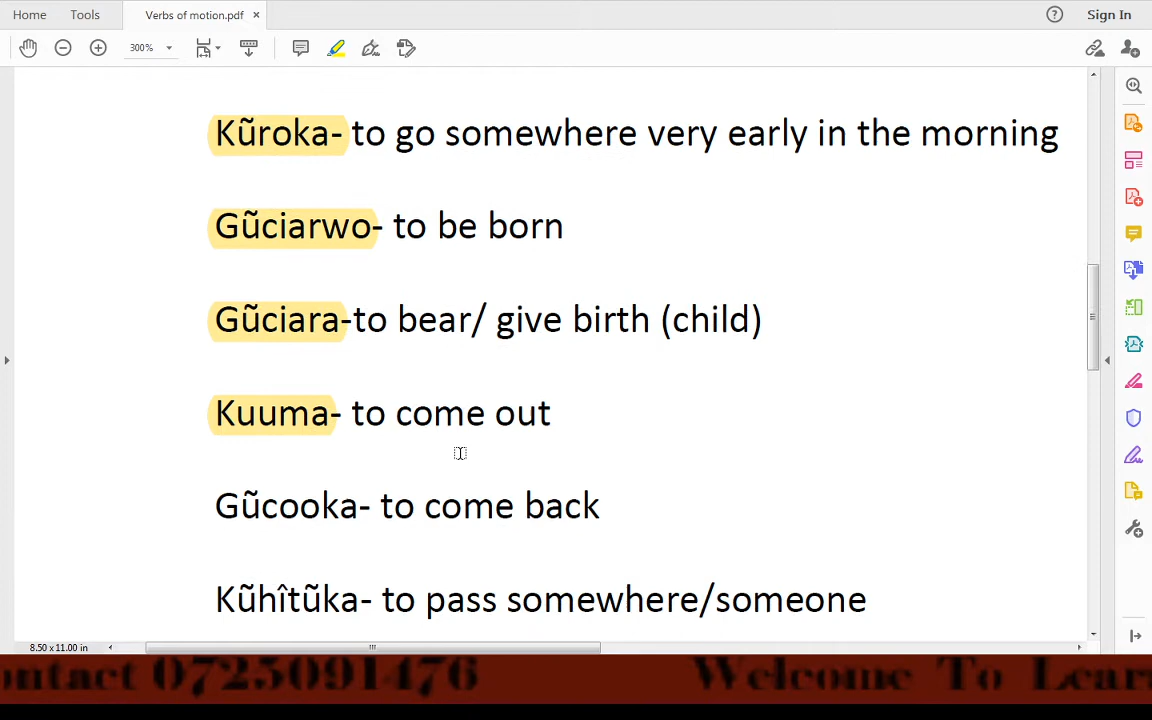 Home Tools Verbs of motion.pdf × Sign In
300%
Kũroka- to go somewhere very early in the morning
Gũciarwo- to be born
Gũciara-to bear/ give birth (child)
Kuuma- to come out
Gũcooka- to come back
Kũhîtũka- to pass somewhere/someone
8.50 x 11.00 in
ontact 0725091476 Welcome To Lear